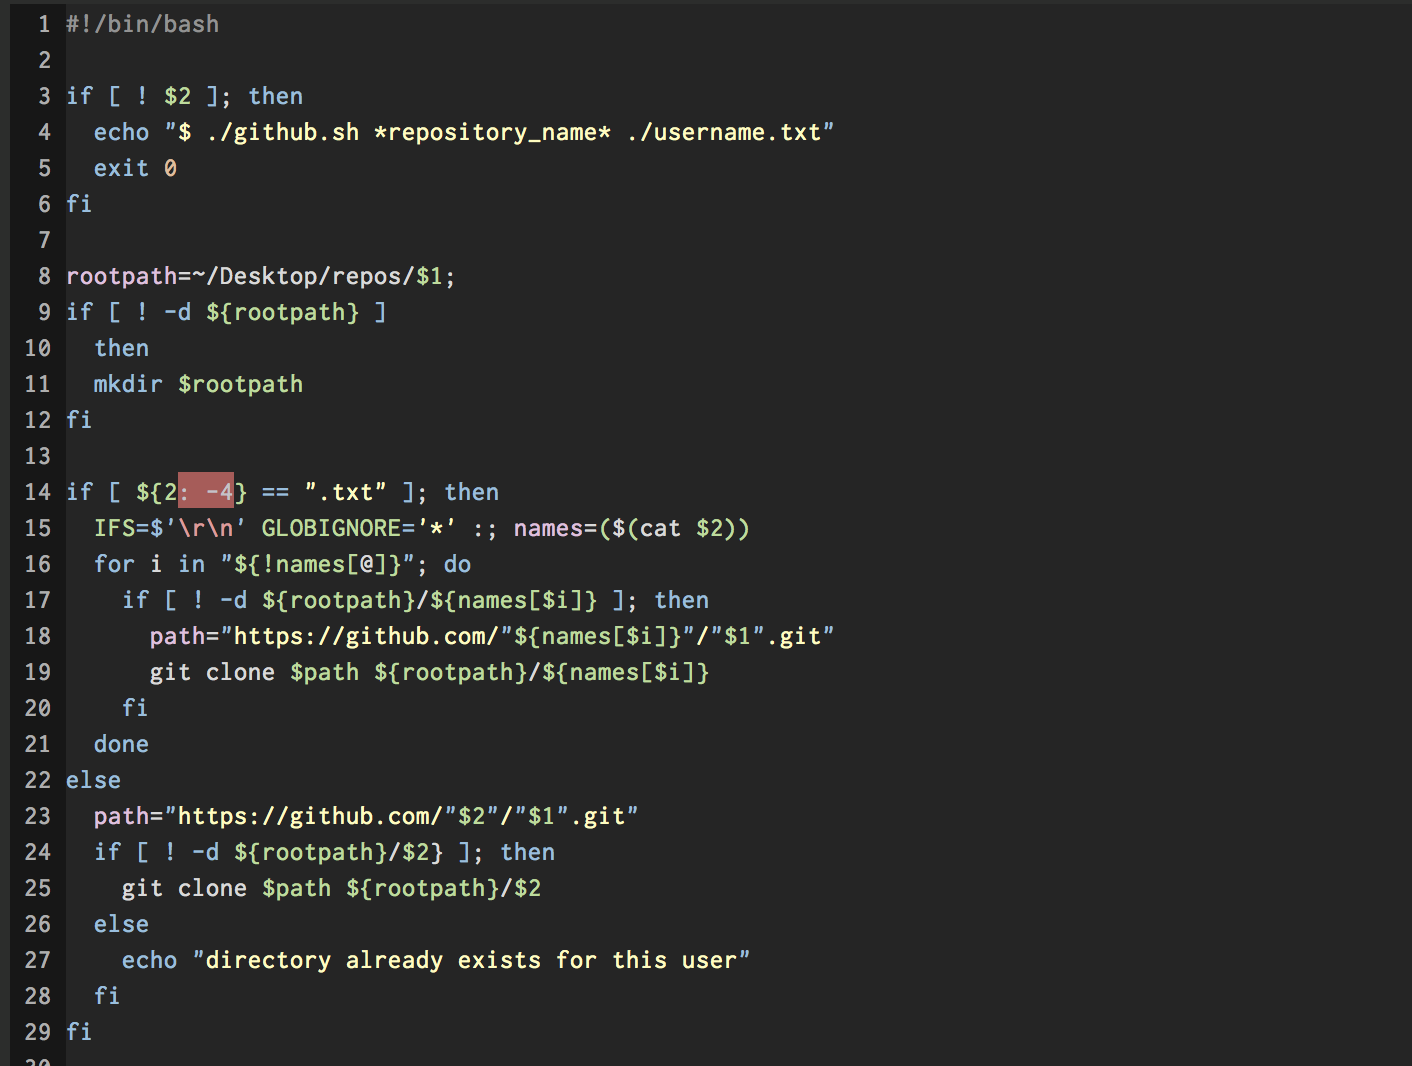 1 #!/bin/bash
2
3 if [ ! $2 ]; then
4   echo "$ ./github.sh *repository_name* ./username.txt"
5   exit 0
6 fi
7
8 rootpath=~/Desktop/repos/$1;
9 if [ ! -d ${rootpath} ]
10   then
11   mkdir $rootpath
12 fi
13
14 if [ ${2: -4} == ".txt" ]; then
15   IFS=$'\r\n' GLOBIGNORE='*' :; names=($(cat $2))
16   for i in "${!names[@]}"; do
17     if [ ! -d ${rootpath}/${names[$i]} ]; then
18       path="https://github.com/"${names[$i]}"/"$1".git"
19       git clone $path ${rootpath}/${names[$i]}
20     fi
21   done
22 else
23   path="https://github.com/"$2"/"$1".git"
24   if [ ! -d ${rootpath}/$2} ]; then
25     git clone $path ${rootpath}/$2
26   else
27     echo "directory already exists for this user"
28   fi
29 fi
30